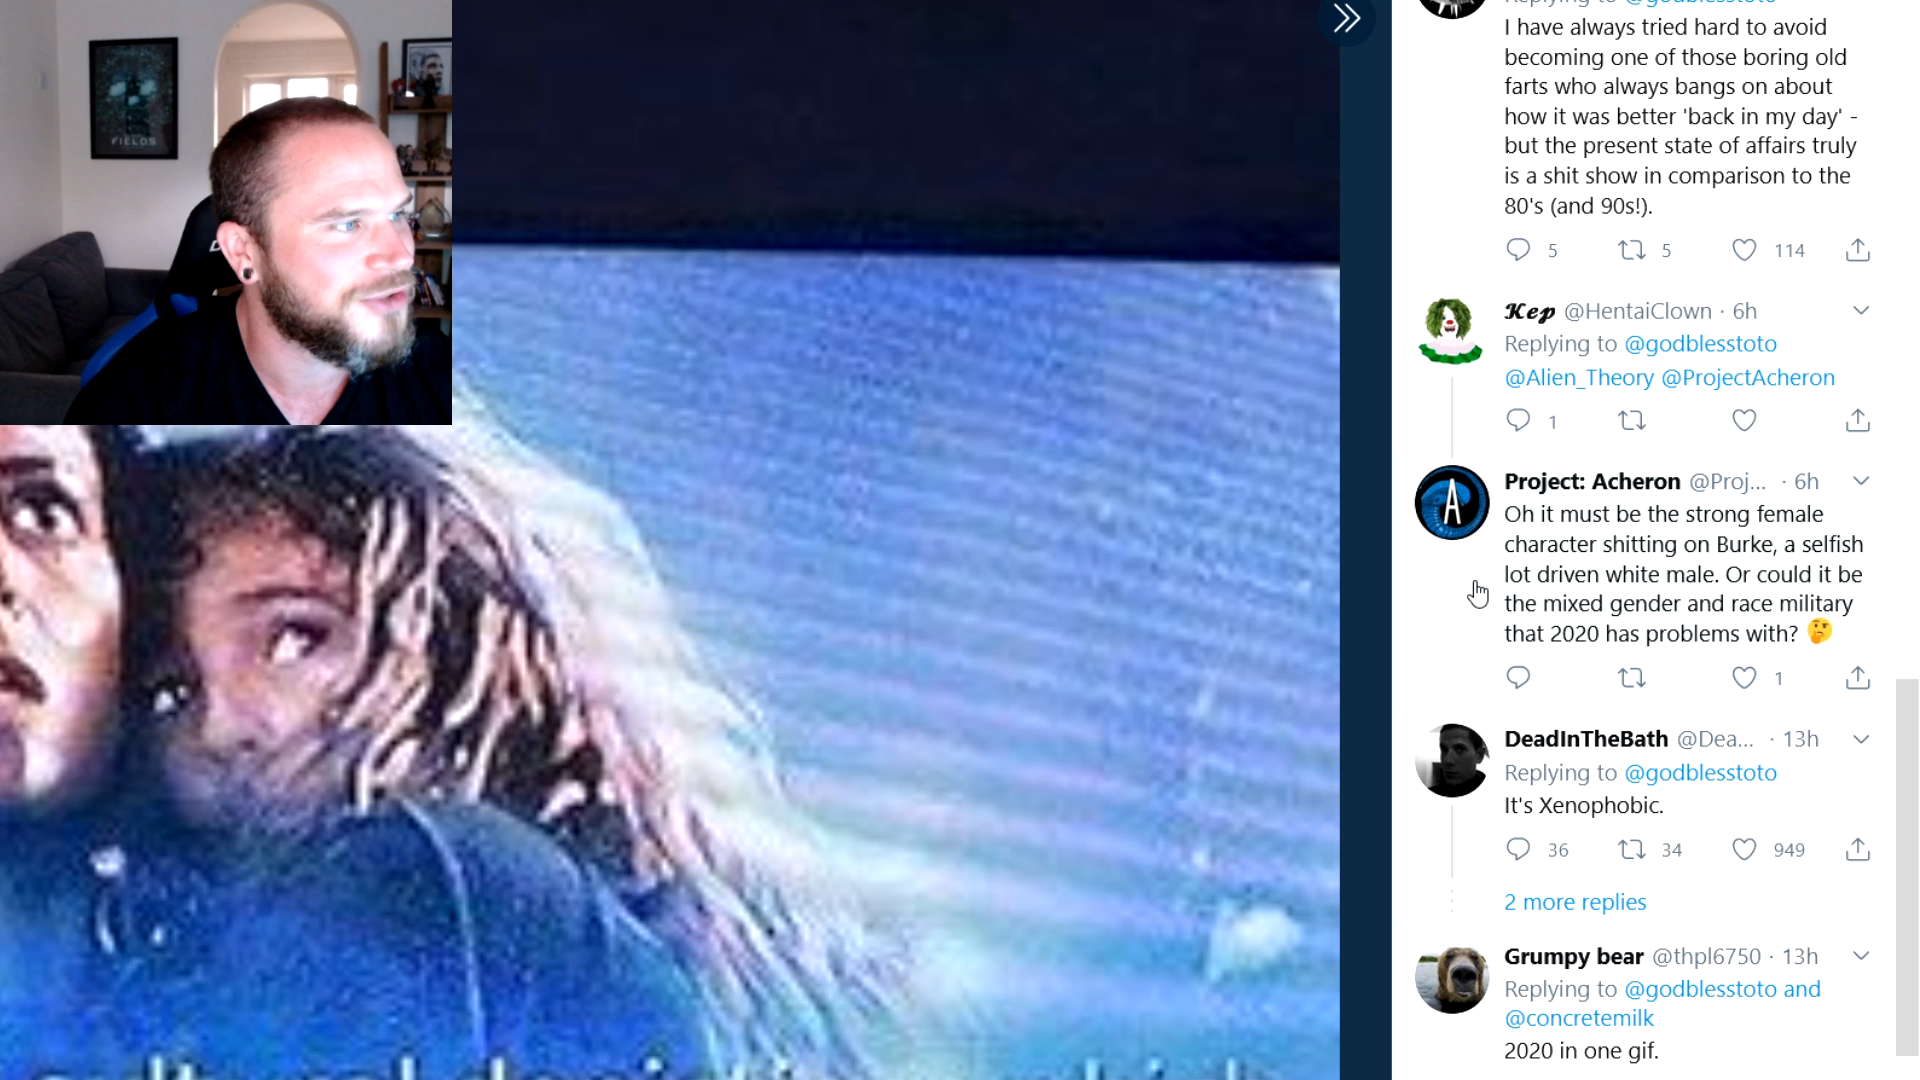 FIELDS
Replying to @godblesstoto
I have always tried hard to avoid
becoming one of those boring old
farts who always bangs on about
how it was better 'back in my day' -
but the present state of affairs truly
is a shit show in comparison to the
80's (and 90s!).
5 5 114
Kep @HentaiClown · 6h
Replying to @godblesstoto
@Alien_Theory @ProjectAcheron
1
Project: Acheron @Proj... · 6h
Oh it must be the strong female
character shitting on Burke, a selfish
lot driven white male. Or could it be
the mixed gender and race military
that 2020 has problems with? 🤔
1
DeadInTheBath @Dea... · 13h
Replying to @godblesstoto
It's Xenophobic.
36 34 949
2 more replies
Grumpy bear @thpl6750 · 13h
Replying to @godblesstoto and
@concretemilk
2020 in one gif.